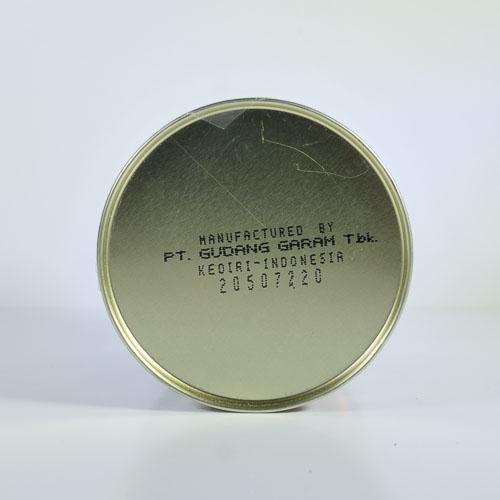 MANUFACTURED BY
PT. GUDANG GARAM Tbk.
KEDIRI-INDONESIA
20507220